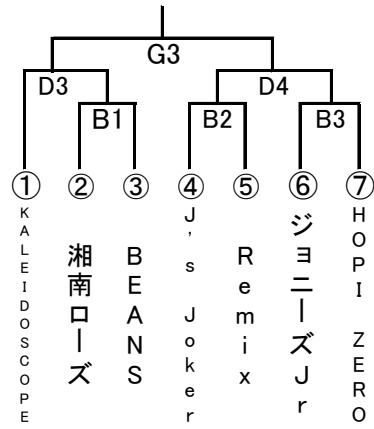 G3
D3
D4
B1
B2
B3
①
②
③
④
⑤
⑥
⑦
KALEIDOSCOPE
湘南ローズ
BEANS
J's Joker
Remix
ジョニーズJr
HOPI ZERO